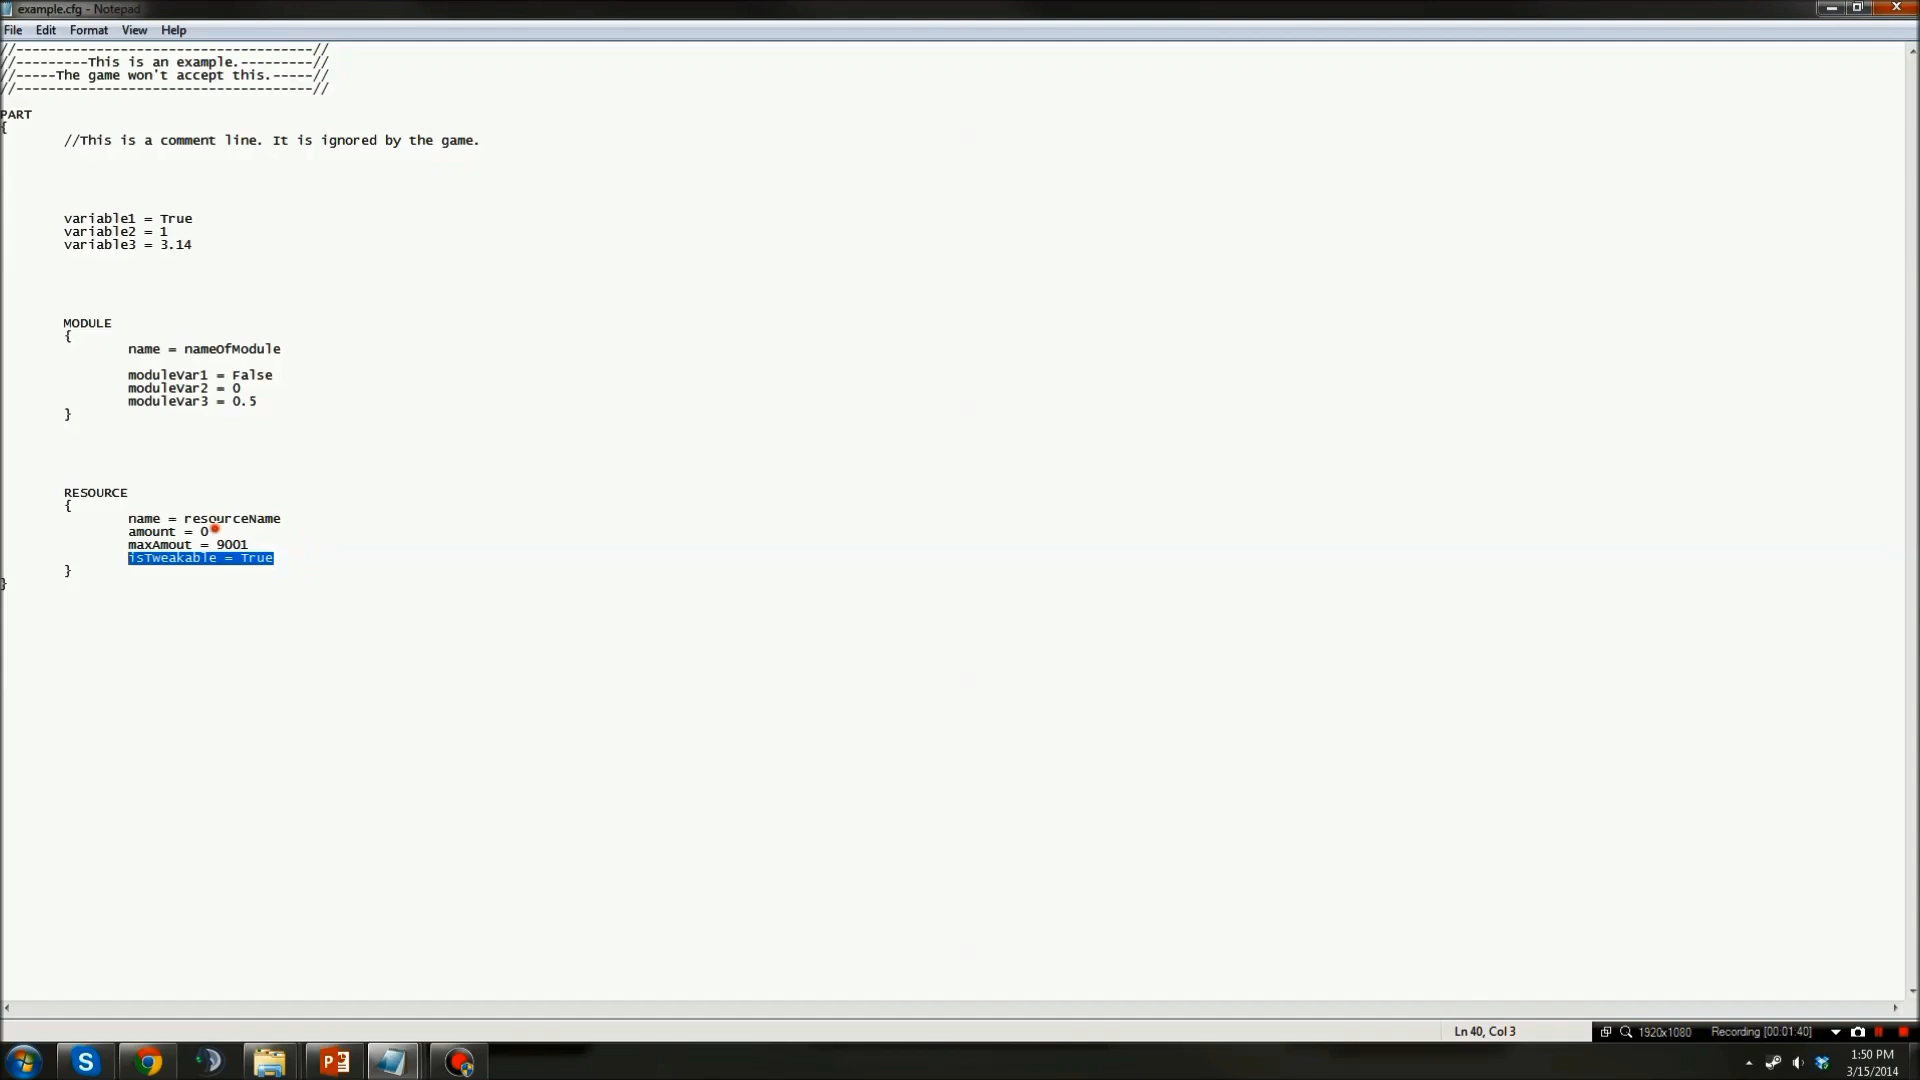 example.cfg - Notepad
File Edit Format View Help
//-------------------------------------//
//---------This is an example.---------//
//-----The game won't accept this.-----//
//-------------------------------------//
PART
{
//This is a comment line. It is ignored by the game.
variable1 = True
variable2 = 1
variable3 = 3.14
MODULE
{
name = nameOfModule
moduleVar1 = False
moduleVar2 = 0
moduleVar3 = 0.5
}
RESOURCE
{
name = resourceName
amount = 0
maxAmout = 9001
isTweakable = True
}
}
Ln 40, Col 3
1920x1080 Recording [00:01:40]
1:50 PM
3/15/2014